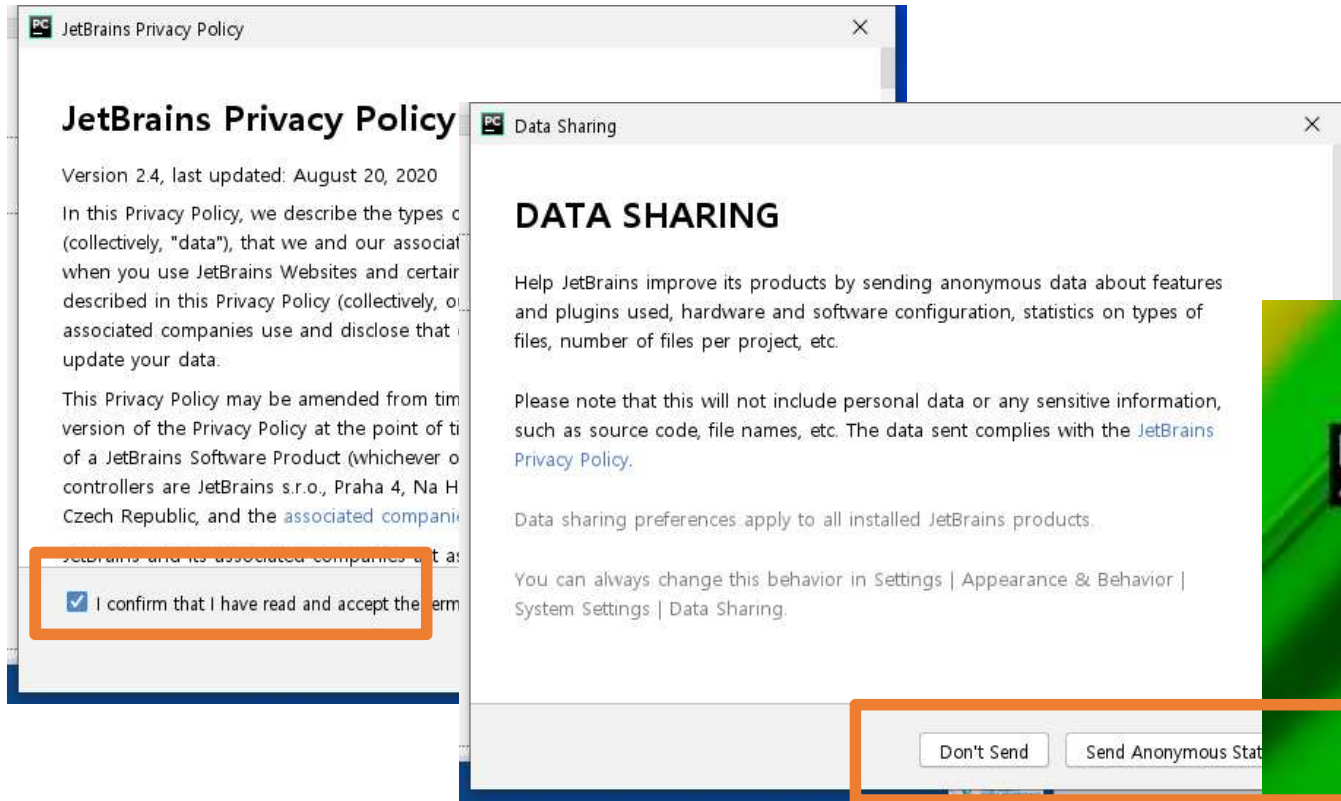 JetBrains Privacy Policy
JetBrains Privacy Policy
Version 2.4, last updated: August 20, 2020
In this Privacy Policy, we describe the types
(collectively, "data"), that we and our
when you use JetBrains Websites and
described in this Privacy Policy (collectively,
associated companies use and disclose that
update your data.
This Privacy Policy may be amended from
version of the Privacy Policy at the point of
of a JetBrains Software Product (whichever
controllers are JetBrains s.r.o., Praha 4, Na
Czech Republic, and the associated
JetBrains and its associated companies
I confirm that I have read and accept the
PC Data Sharing
DATA SHARING
Help JetBrains improve its products by sending anonymous data about features
and plugins used, hardware and software configuration, statistics on types of
files, number of files per project, etc.
Please note that this will not include personal data or any sensitive information,
such as source code, file names, etc. The data sent complies with the JetBrains
Privacy Policy.
Data sharing preferences apply to all installed JetBrains products.
You can always change this behavior in Settings | Appearance & Behavior |
System Settings | Data Sharing.
Don't Send
Send Anonymous